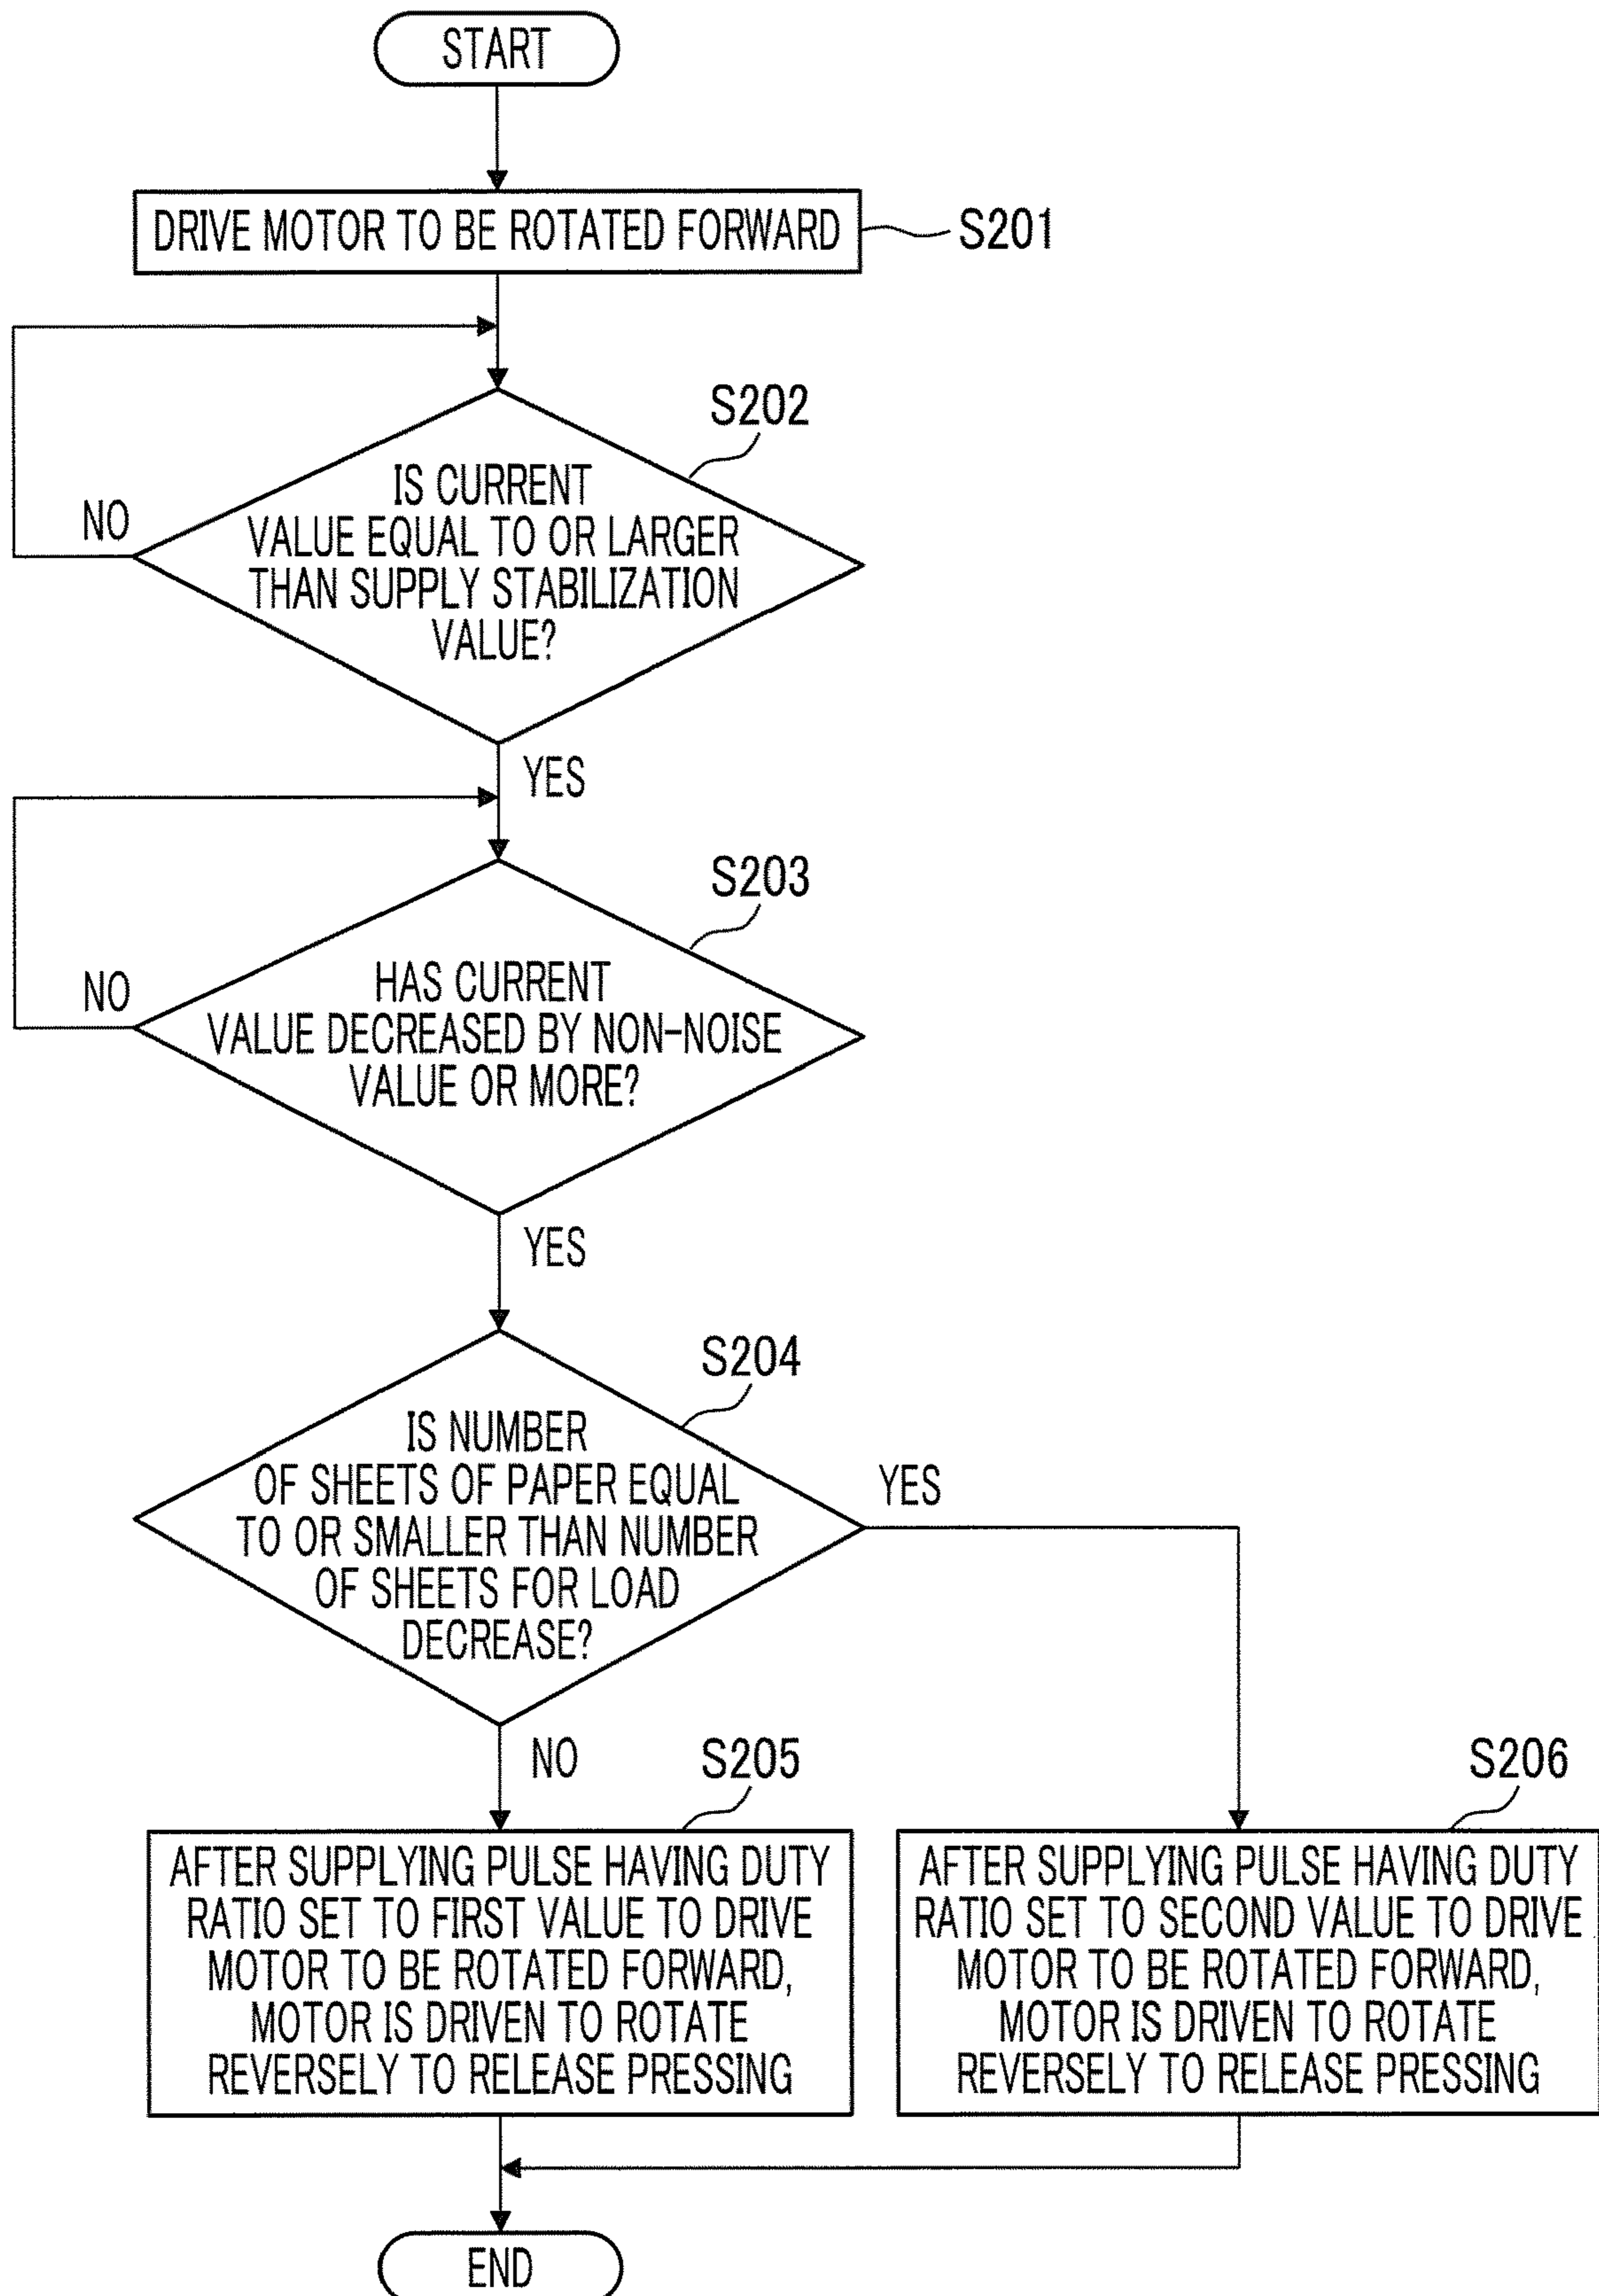 START
DRIVE MOTOR TO BE ROTATED FORWARD
S201
S202
IS CURRENT
VALUE EQUAL TO OR LARGER
THAN SUPPLY STABILIZATION
VALUE?
NO
YES
S203
HAS CURRENT
VALUE DECREASED BY NON-NOISE
VALUE OR MORE?
NO
YES
S204
IS NUMBER
OF SHEETS OF PAPER EQUAL
TO OR SMALLER THAN NUMBER
OF SHEETS FOR LOAD
DECREASE?
YES
NO
S205
AFTER SUPPLYING PULSE HAVING DUTY
RATIO SET TO FIRST VALUE TO DRIVE
MOTOR TO BE ROTATED FORWARD,
MOTOR IS DRIVEN TO ROTATE
REVERSELY TO RELEASE PRESSING
S206
AFTER SUPPLYING PULSE HAVING DUTY
RATIO SET TO SECOND VALUE TO DRIVE
MOTOR TO BE ROTATED FORWARD,
MOTOR IS DRIVEN TO ROTATE
REVERSELY TO RELEASE PRESSING
END